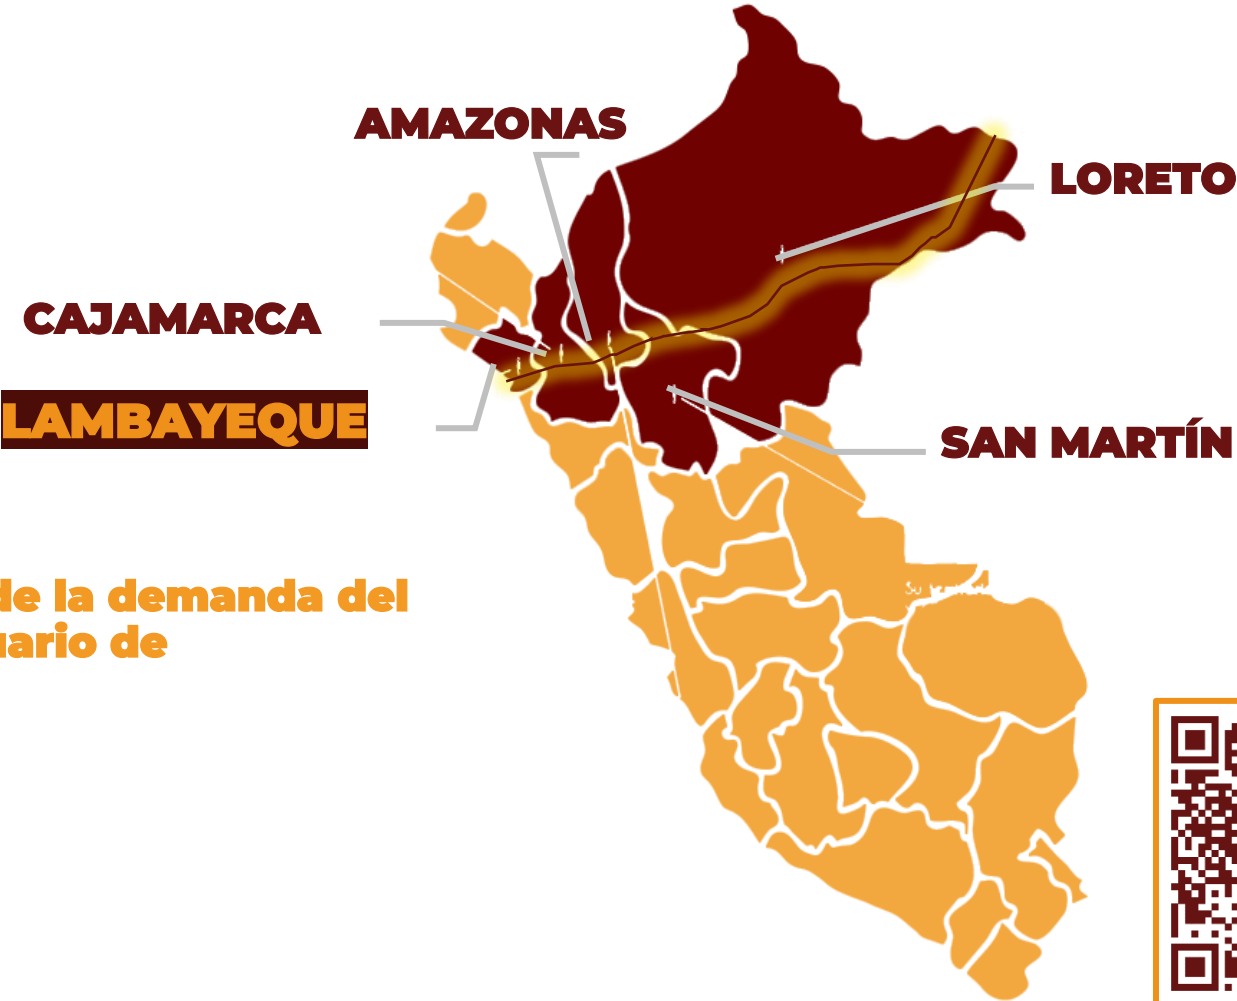 AMAZONAS
LORETO
CAJAMARCA
LAMBAYEQUE
SAN MARTÍN
de la demanda del
uario de